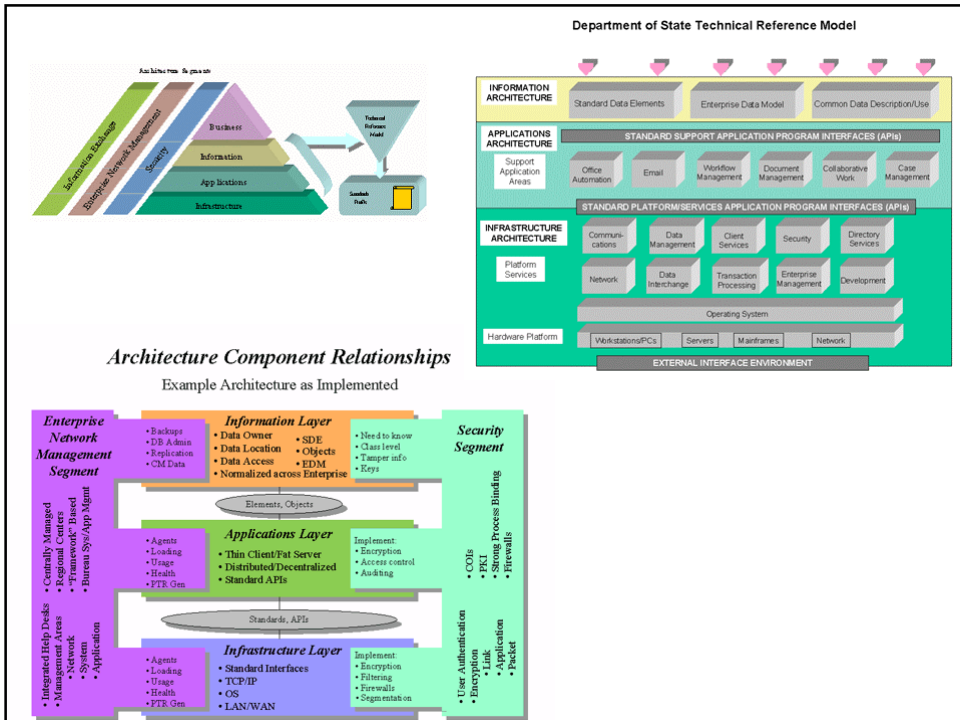 Department of State Technical Reference Model
Architecture Segments
Information Exchange
Enterprise Network Management
Security
Business
Information
Applications
Infrastructure
Technical
Reference
Model
Standards
Profile
INFORMATION
ARCHITECTURE
Standard Data Elements
Enterprise Data Model
Common Data Description/Use
APPLICATIONS
ARCHITECTURE
STANDARD SUPPORT APPLICATION PROGRAM INTERFACES (APIs)
Support
Application
Areas
Office
Automation
Email
Workflow
Management
Document
Management
Collaborative
Work
Case
Management
STANDARD PLATFORM/SERVICES APPLICATION PROGRAM INTERFACES (APIs)
INFRASTRUCTURE
ARCHITECTURE
Communi-
cations
Data
Management
Client
Services
Security
Directory
Services
Platform
Services
Network
Data
Interchange
Transaction
Processing
Enterprise
Management
Development
Operating System
Hardware Platform
Workstations/PCs
Servers
Mainframes
Network
EXTERNAL INTERFACE ENVIRONMENT
Architecture Component Relationships
Example Architecture as Implemented
Enterprise
Network
Management
Segment
• Centrally Managed
• Regional Centers
• "Framework" Based
• Bureau Sys/App Mgmt
• Integrated Help Desks
• Management Areas
• Network
• System
• Application
• Backups
• DB Admin
• Replication
• CM Data
Information Layer
• Data Owner
• Data Location
• Data Access
• Normalized across Enterprise
• SDE
• Objects
• EDM
• Need to know
• Class level
• Tamper info
• Keys
Security
Segment
• COIs
• PKI
• Strong Process Binding
• Firewalls
• User Authentication
• Encryption
• Link
• Application
• Packet
Elements, Objects
• Agents
• Loading
• Usage
• Health
• PTR Gen
Applications Layer
• Thin Client/Fat Server
• Distributed/Decentralized
• Standard APIs
Implement:
• Encryption
• Access control
• Auditing
Standards, APIs
• Agents
• Loading
• Usage
• Health
• PTR Gen
Infrastructure Layer
• Standard Interfaces
• TCP/IP
• OS
• LAN/WAN
Implement:
• Encryption
• Filtering
• Firewalls
• Segmentation